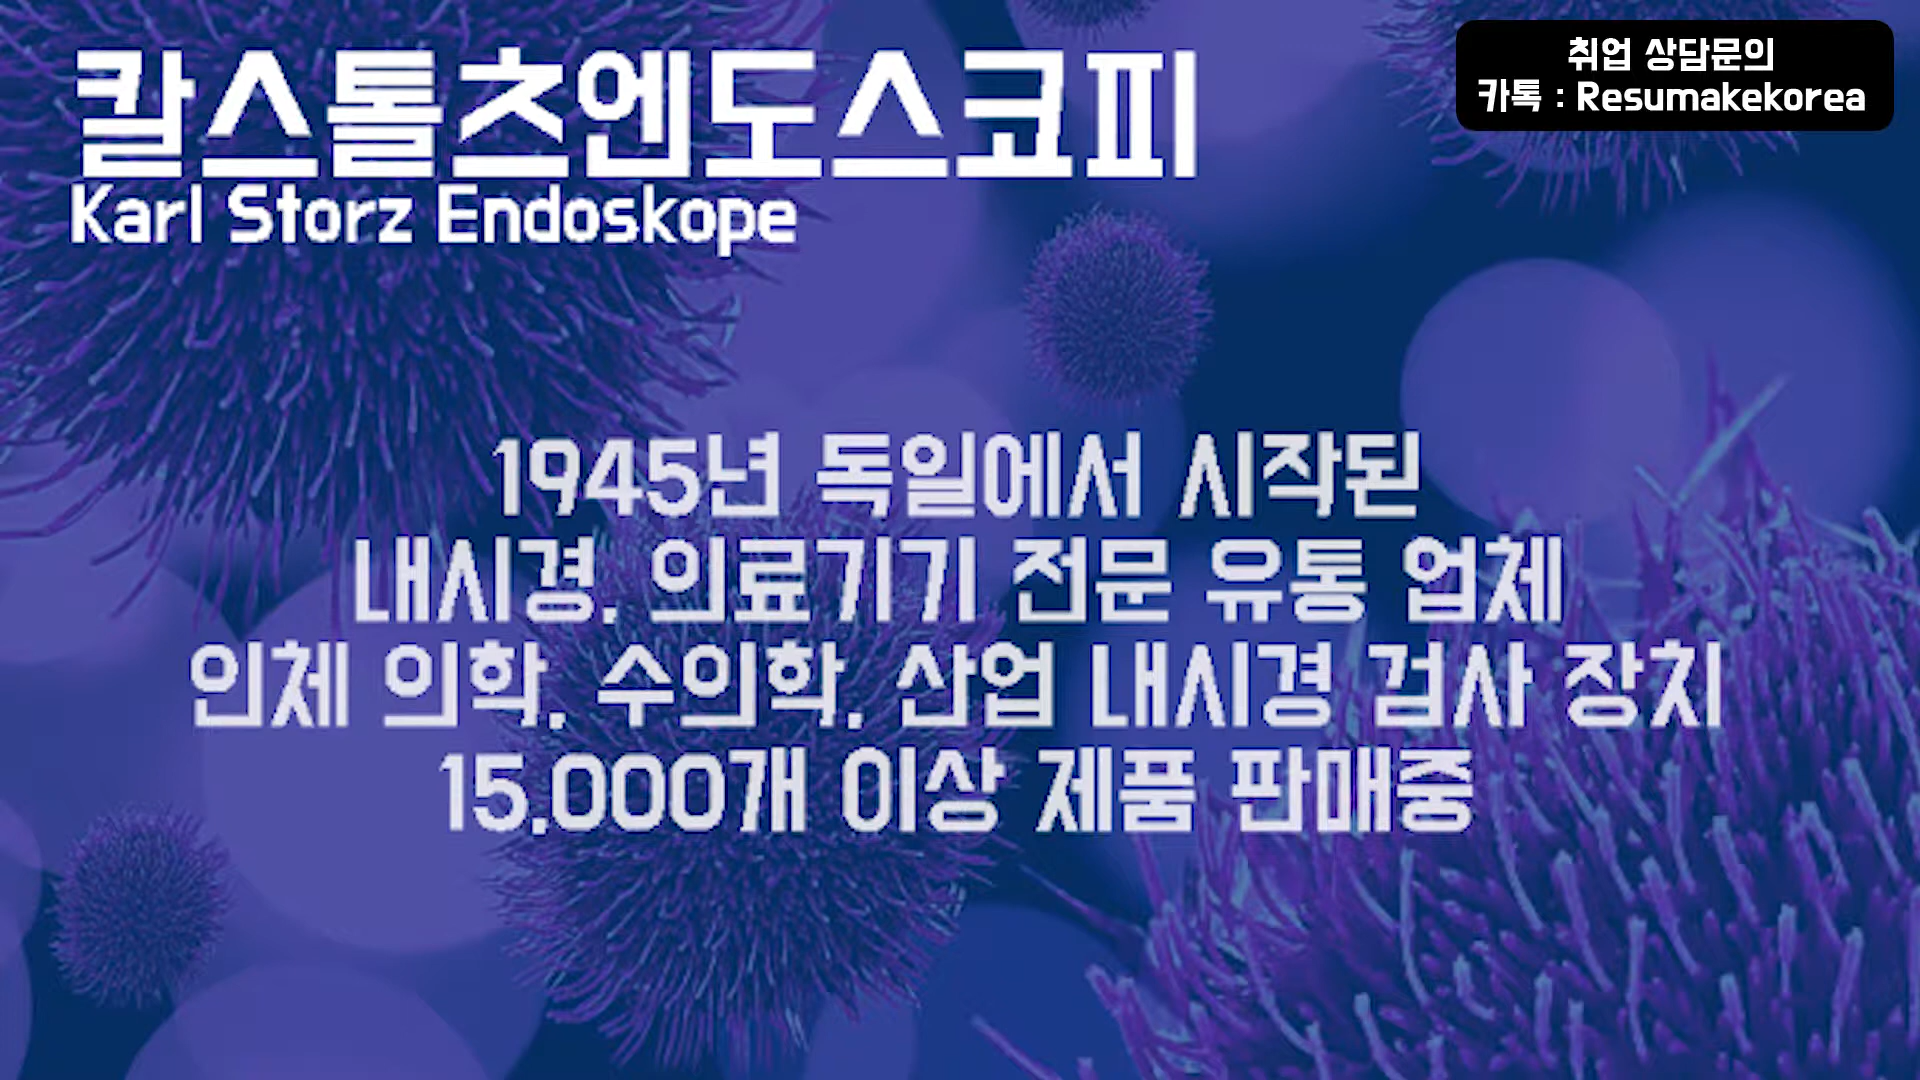 칼스톨츠엔도스코피
Karl Storz Endoskope
취업 상담문의
카톡 : Resumakekorea
1945년 독일에서 시작된
내시경, 의료기기 전문 유통 업체
인체 의학, 수의학, 산업 내시경 검사 장치
15,000개 이상 제품 판매중